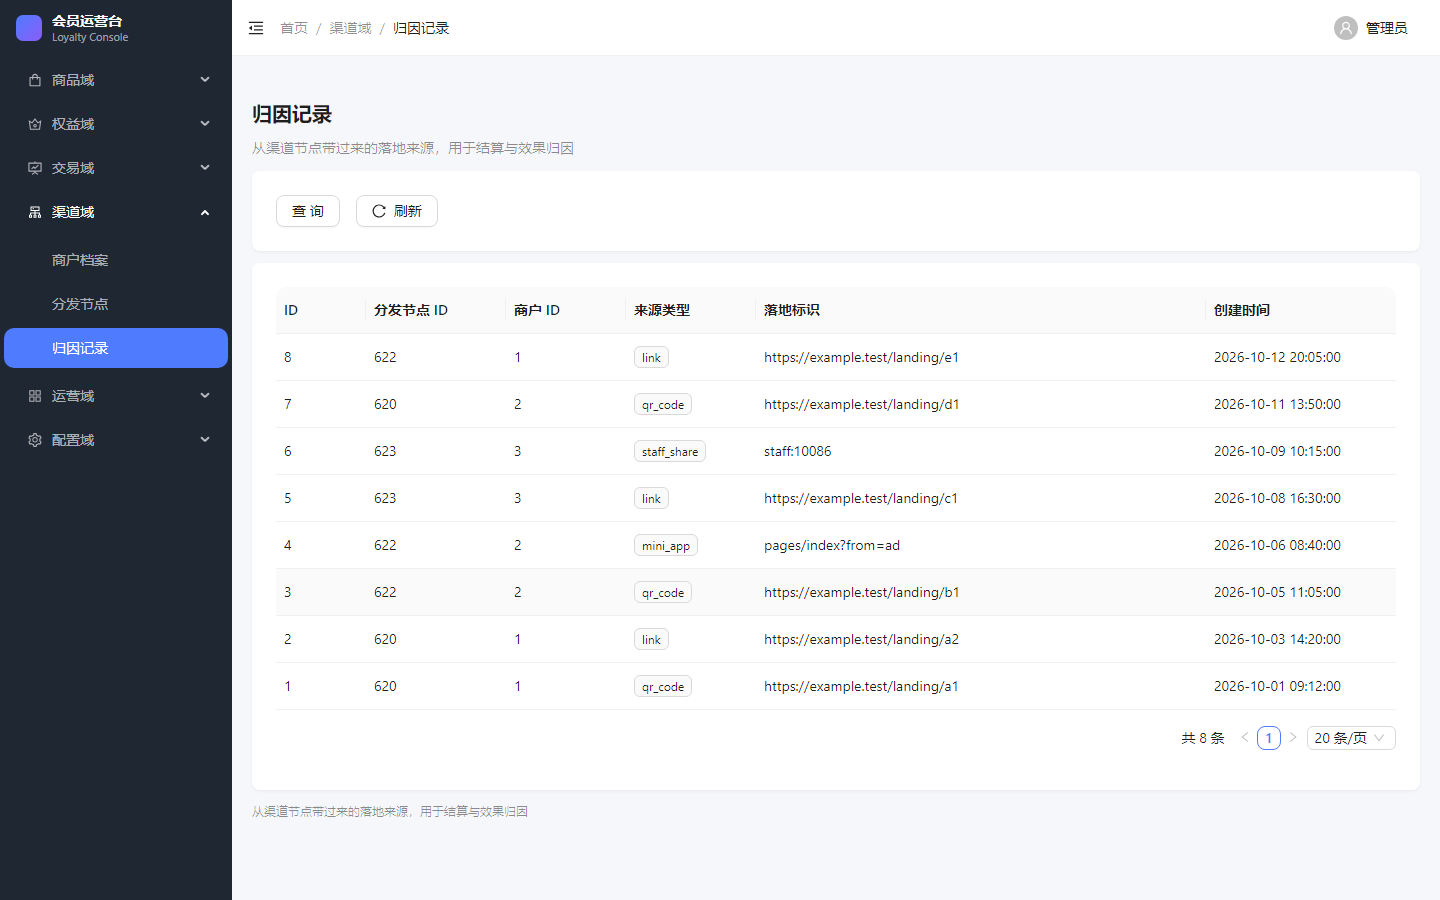 会员运营台
Loyalty Console
商品域
权益域
交易域
渠道域
商户档案
分发节点
归因记录
运营域
配置域
首页 / 渠道域 / 归因记录
管理员
归因记录
从渠道节点带过来的落地来源，用于结算与效果归因
查 询
刷新
ID 分发节点 ID 商户 ID 来源类型 落地标识 创建时间
8 622 1 link https://example.test/landing/e1 2026-10-12 20:05:00
7 620 2 qr_code https://example.test/landing/d1 2026-10-11 13:50:00
6 623 3 staff_share staff:10086 2026-10-09 10:15:00
5 623 3 link https://example.test/landing/c1 2026-10-08 16:30:00
4 622 2 mini_app pages/index?from=ad 2026-10-06 08:40:00
3 622 2 qr_code https://example.test/landing/b1 2026-10-05 11:05:00
2 620 1 link https://example.test/landing/a2 2026-10-03 14:20:00
1 620 1 qr_code https://example.test/landing/a1 2026-10-01 09:12:00
共 8 条 1 20 条/页
从渠道节点带过来的落地来源，用于结算与效果归因